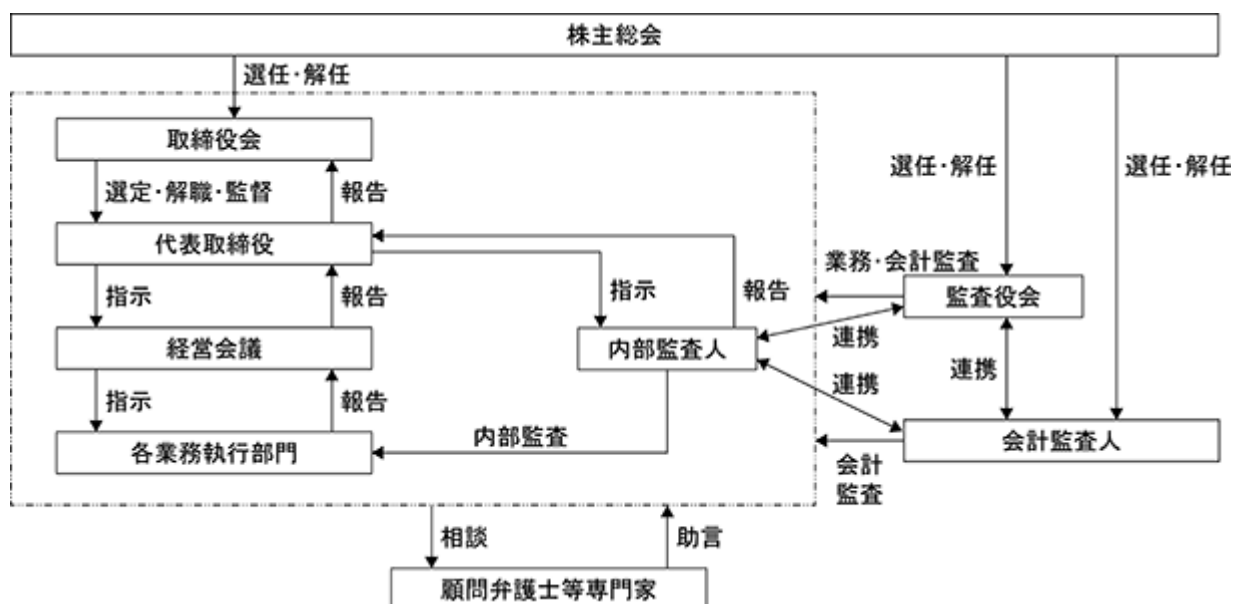 株主総会
選任・解任
取締役会
選定・解職・監督
報告
代表取締役
指示
報告
経営会議
指示
報告
各業務執行部門
指示
報告
内部監査人
内部監査
選任・解任
選任・解任
業務・会計監査
監査役会
連携
連携
連携
会計監査人
会計
監査
相談
助言
顧問弁護士等専門家